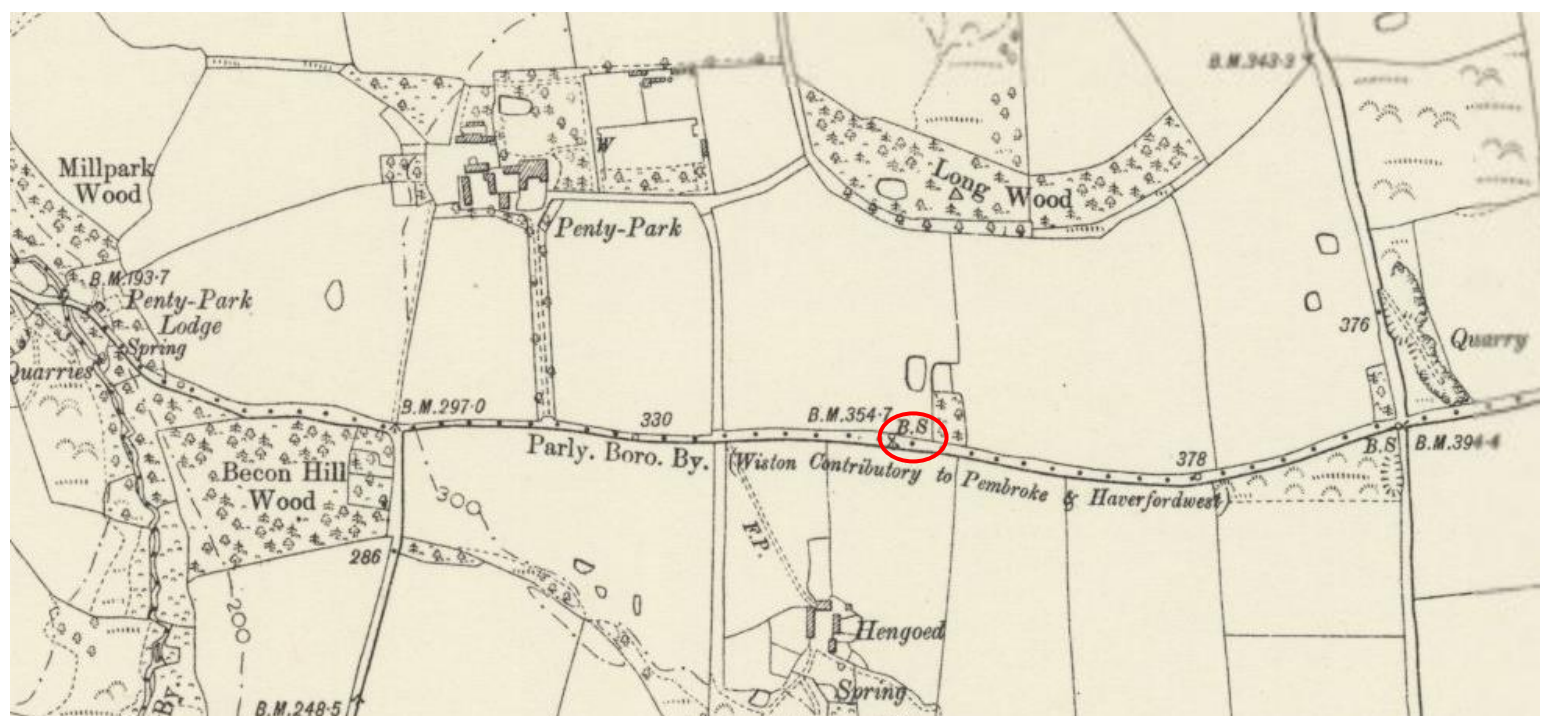 B.M.343·3
Millpark
Wood
W
Long
Wood
Penty-Park
B.M.193·7
Penty-Park
Lodge
Spring
Quarries
376
Quarry
B.M.297·0
330
B.M.354·7
B.S
Parly. Boro. By.
(Wiston Contributory to Pembroke & Haverfordwest)
378
B.S
B.M.394·4
Becon Hill
Wood
300
F.P.
286
200
Hengoed
Spring
By.
B.M.248·5